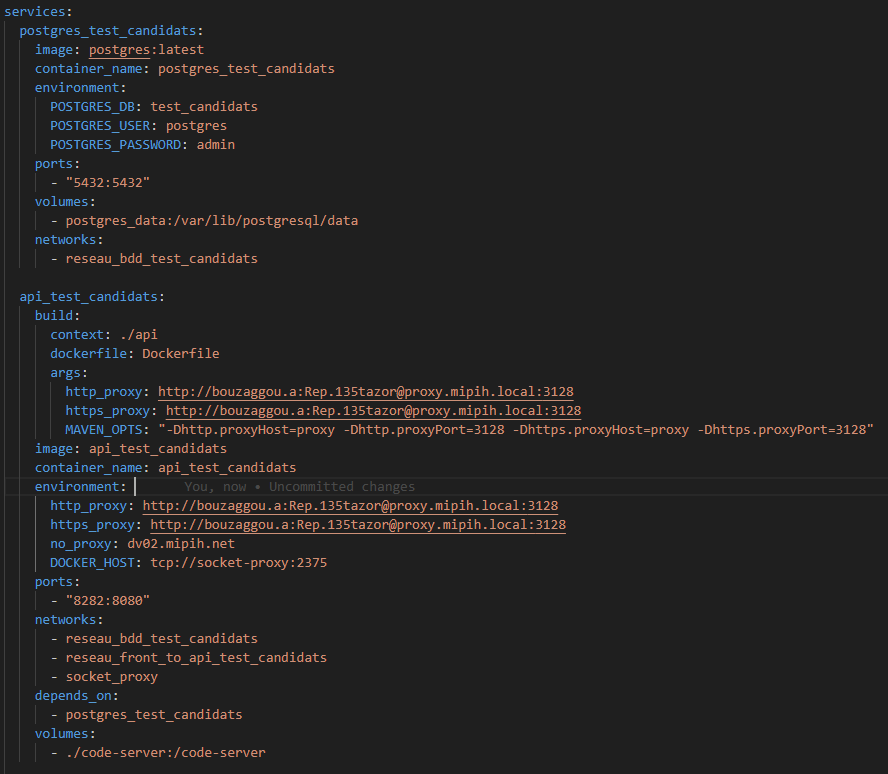 services:
postgres_test_candidats:
image: postgres:latest
container_name: postgres_test_candidats
environment:
POSTGRES_DB: test_candidats
POSTGRES_USER: postgres
POSTGRES_PASSWORD: admin
ports:
- "5432:5432"
volumes:
- postgres_data:/var/lib/postgresql/data
networks:
- reseau_bdd_test_candidats
api_test_candidats:
build:
context: ./api
dockerfile: Dockerfile
args:
http_proxy: http://bouzaggou.a:Rep.135tazor@proxy.mipih.local:3128
https_proxy: http://bouzaggou.a:Rep.135tazor@proxy.mipih.local:3128
MAVEN_OPTS: "-Dhttp.proxyHost=proxy -Dhttp.proxyPort=3128 -Dhttps.proxyHost=proxy -Dhttps.proxyPort=3128"
image: api_test_candidats
container_name: api_test_candidats
environment: You, now • Uncommitted changes
http_proxy: http://bouzaggou.a:Rep.135tazor@proxy.mipih.local:3128
https_proxy: http://bouzaggou.a:Rep.135tazor@proxy.mipih.local:3128
no_proxy: dv02.mipih.net
DOCKER_HOST: tcp://socket-proxy:2375
ports:
- "8282:8080"
networks:
- reseau_bdd_test_candidats
- reseau_front_to_api_test_candidats
- socket_proxy
depends_on:
- postgres_test_candidats
volumes:
- ./code-server:/code-server